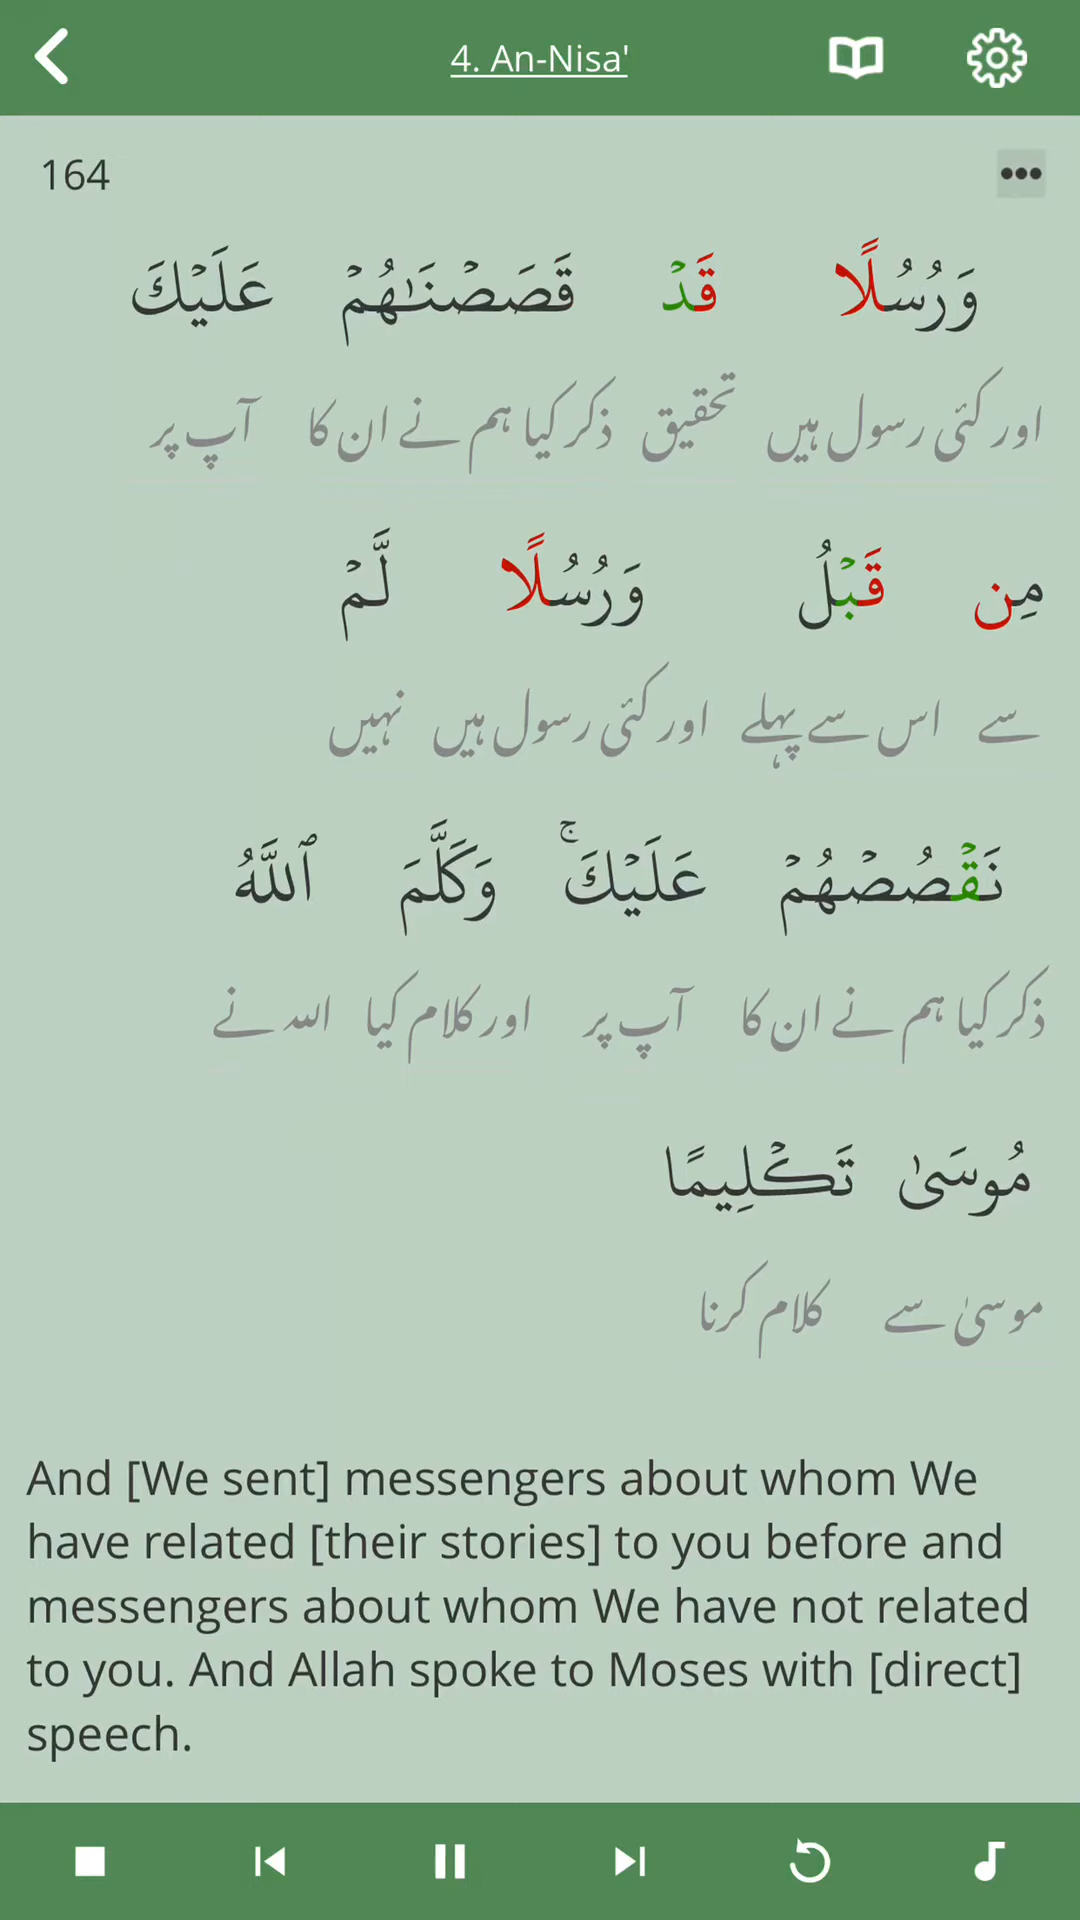 4. An-Nisa'
164
وَرُسُلًا قَدۡ قَصَصۡنَـٰهُمۡ عَلَيۡكَ
اور کئی رسول ہیں تحقیق ذکر کیا ہم نے ان کا آپ پر
مِن قَبۡلُ وَرُسُلًا لَّمۡ
سے اس سے پہلے اور کئی رسول ہیں نہیں
نَقۡصُصۡهُمۡ عَلَيۡكَۚ وَكَلَّمَ ٱللَّهُ
ذکر کیا ہم نے ان کا آپ پر اور کلام کیا اللہ نے
مُوسَىٰ تَكۡلِيمًا
موسیٰ سے کلام کرنا
And [We sent] messengers about whom We
have related [their stories] to you before and
messengers about whom We have not related
to you. And Allah spoke to Moses with [direct]
speech.